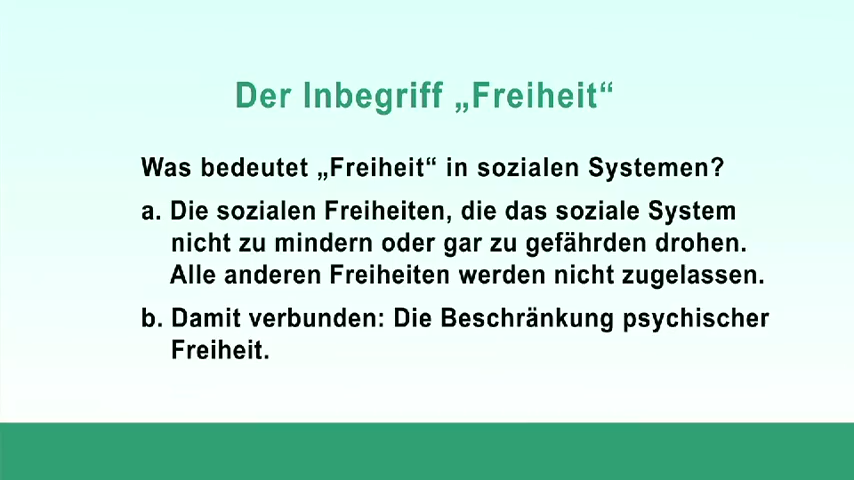 Der Inbegriff „Freiheit“
Was bedeutet „Freiheit“ in sozialen Systemen?
a. Die sozialen Freiheiten, die das soziale System
nicht zu mindern oder gar zu gefährden drohen.
Alle anderen Freiheiten werden nicht zugelassen.
b. Damit verbunden: Die Beschränkung psychischer
Freiheit.